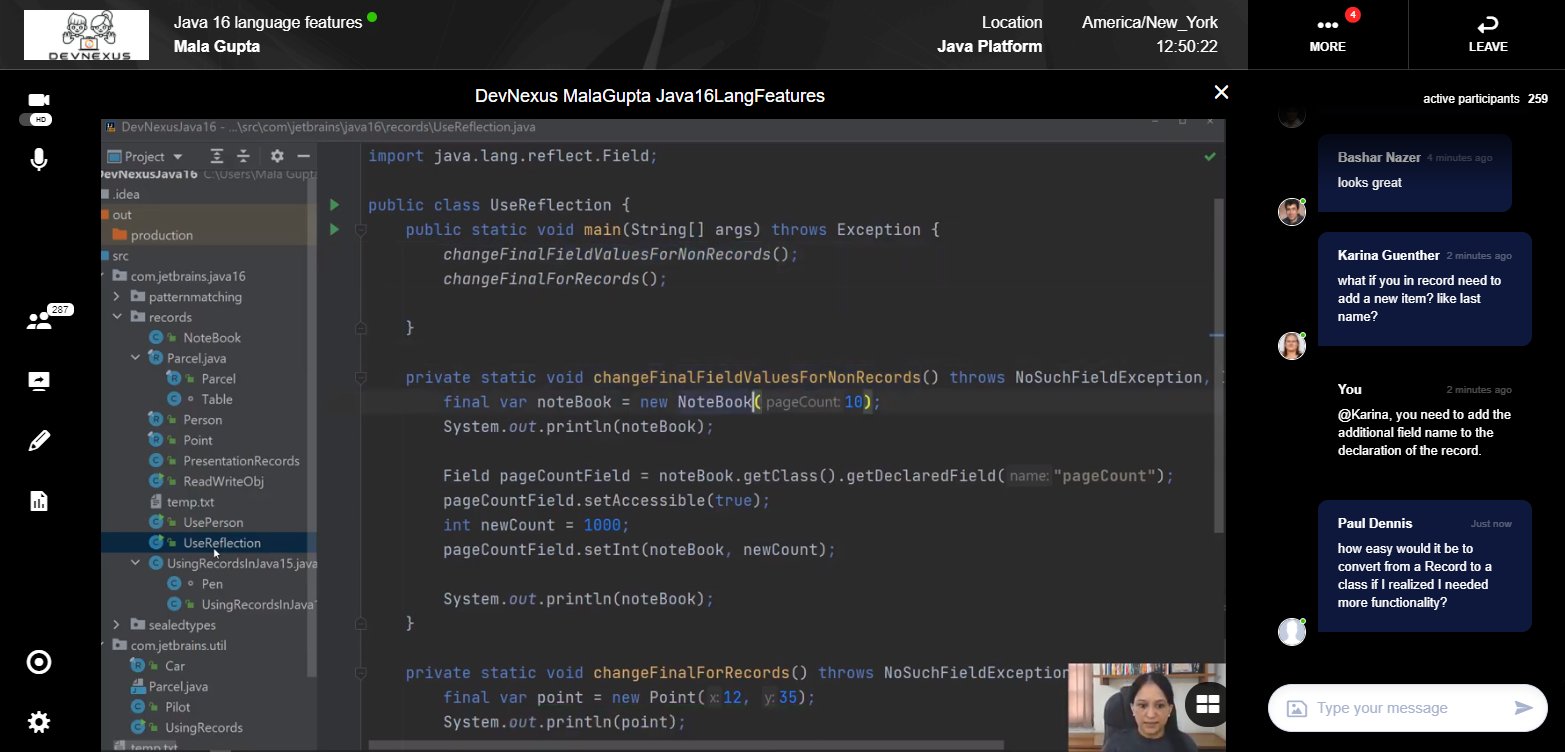 DEVNEXUS
Java 16 language features
Mala Gupta
Location
Java Platform
America/New_York
12:50:22
4
MORE
LEAVE
HD
287
DevNexus MalaGupta Java16LangFeatures
DevNexusJava16 - ...\src\com\jetbrains\java16\records\UseReflection.java
Project
DevNexusJava16 C:\Users\Mala Gupt
.idea
out
production
src
com.jetbrains.java16
patternmatching
records
NoteBook
Parcel.java
Parcel
Table
Person
Point
PresentationRecords
ReadWriteObj
temp.txt
UsePerson
UseReflection
UsingRecordsInJava15.java
Pen
UsingRecordsInJava1
sealedtypes
com.jetbrains.util
Car
Parcel.java
Pilot
UsingRecords
temp.txt
import java.lang.reflect.Field;
public class UseReflection {
public static void main(String[] args) throws Exception {
changeFinalFieldValuesForNonRecords();
changeFinalForRecords();
}
private static void changeFinalFieldValuesForNonRecords() throws NoSuchFieldException,
final var noteBook = new NoteBook( pageCount: 10);
System.out.println(noteBook);
Field pageCountField = noteBook.getClass().getDeclaredField( name: "pageCount");
pageCountField.setAccessible(true);
int newCount = 1000;
pageCountField.setInt(noteBook, newCount);
System.out.println(noteBook);
}
private static void changeFinalForRecords() throws NoSuchFieldException
final var point = new Point( x: 12, y: 35);
System.out.println(point);
active participants 259
Bashar Nazer 4 minutes ago
looks great
Karina Guenther 2 minutes ago
what if you in record need to
add a new item? like last
name?
You 2 minutes ago
@Karina, you need to add the
additional field name to the
declaration of the record.
Paul Dennis Just now
how easy would it be to
convert from a Record to a
class if I realized I needed
more functionality?
Type your message